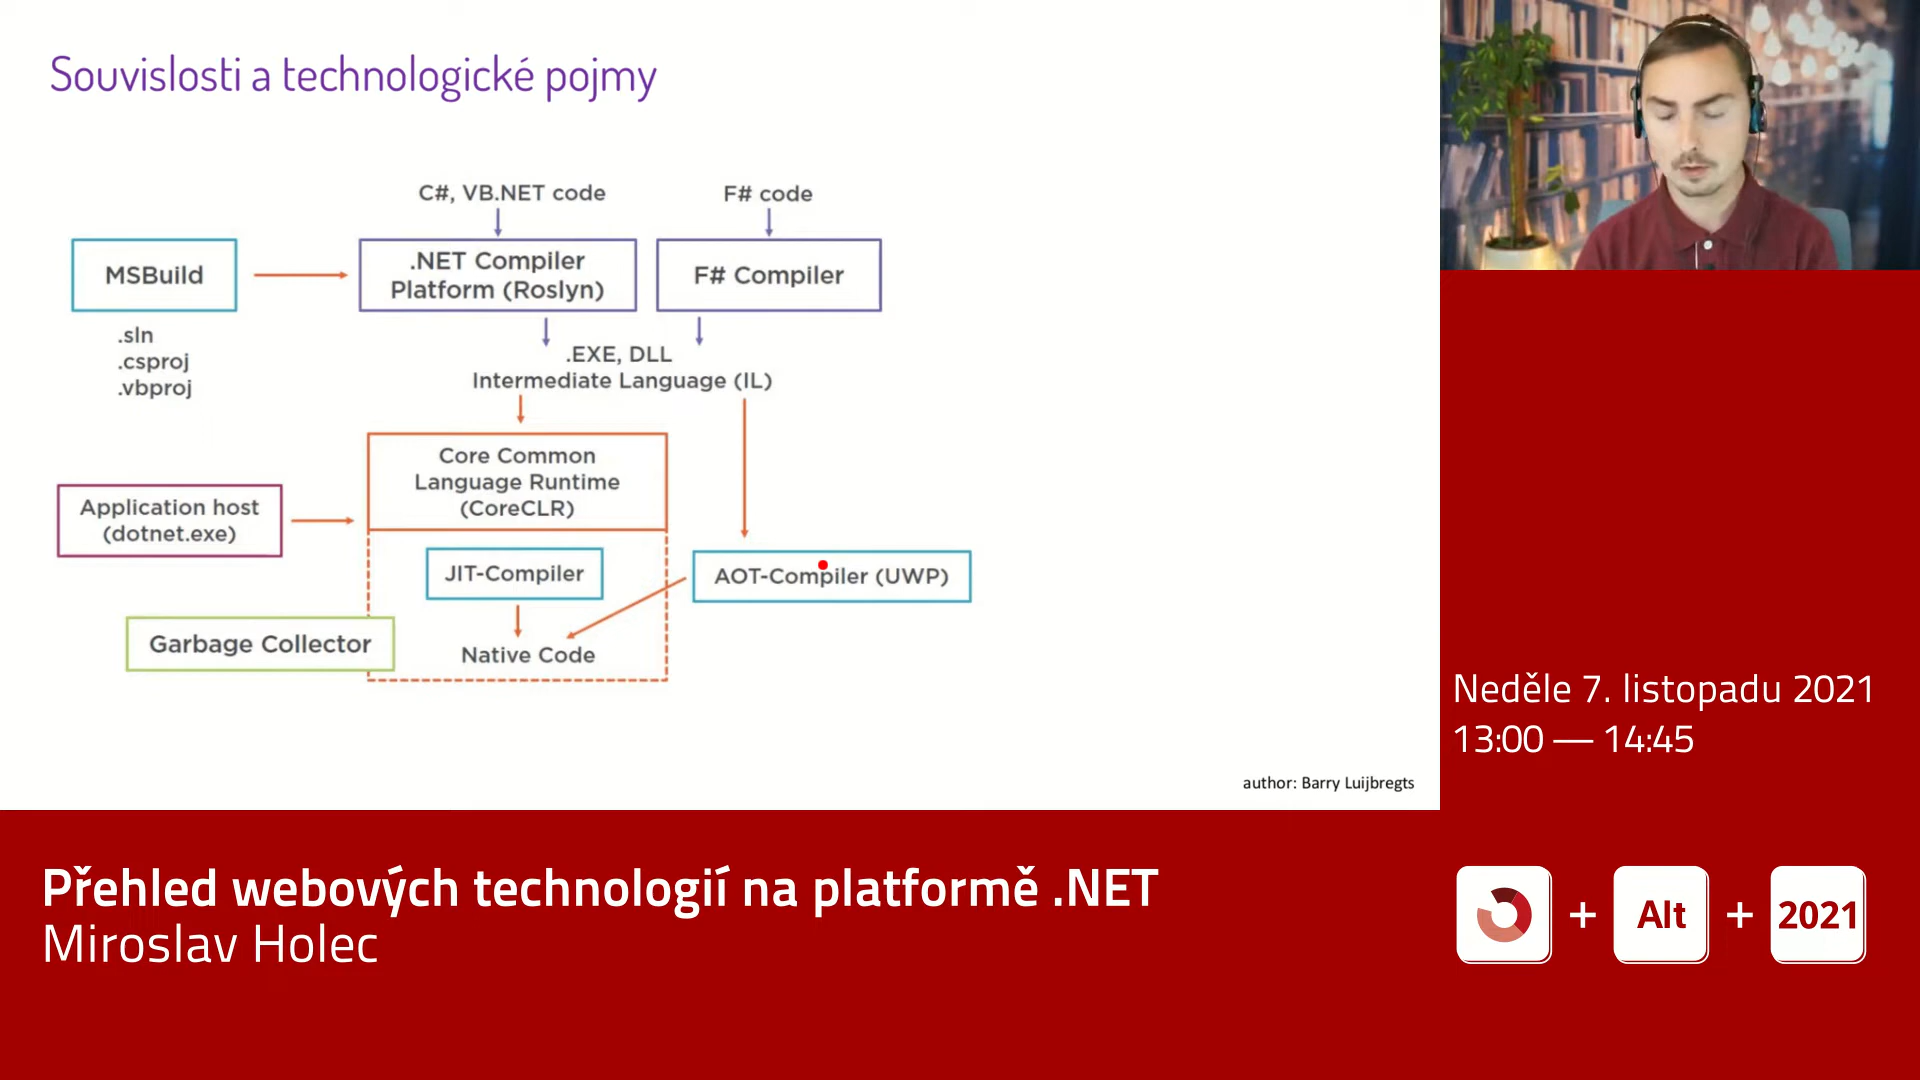 Souvislosti a technologické pojmy
C#, VB.NET code
F# code
MSBuild
.NET Compiler
Platform (Roslyn)
F# Compiler
.sln
.csproj
.vbproj
.EXE, DLL
Intermediate Language (IL)
Core Common
Language Runtime
(CoreCLR)
Application host
(dotnet.exe)
JIT-Compiler
AOT-Compiler (UWP)
Garbage Collector
Native Code
author: Barry Luijbregts
Neděle 7. listopadu 2021
13:00 — 14:45
Přehled webových technologií na platformě .NET
Miroslav Holec
+ Alt + 2021